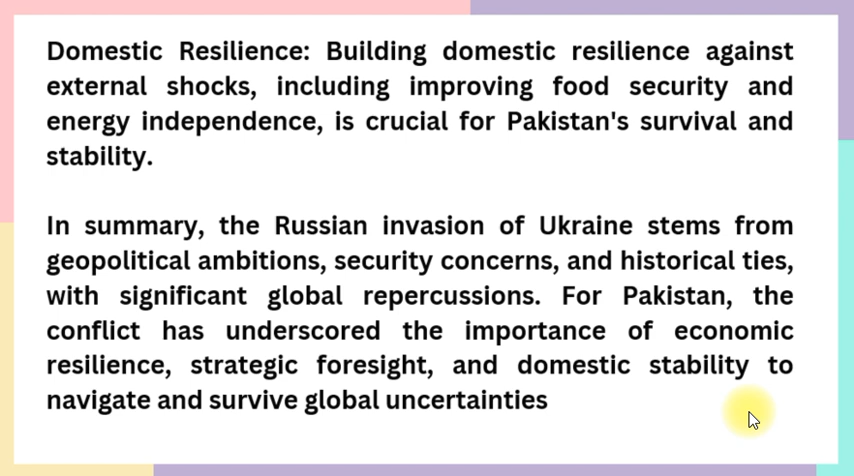 Domestic Resilience: Building domestic resilience against
external shocks, including improving food security and
energy independence, is crucial for Pakistan's survival and
stability.
In summary, the Russian invasion of Ukraine stems from
geopolitical ambitions, security concerns, and historical ties,
with significant global repercussions. For Pakistan, the
conflict has underscored the importance of economic
resilience, strategic foresight, and domestic stability to
navigate and survive global uncertainties